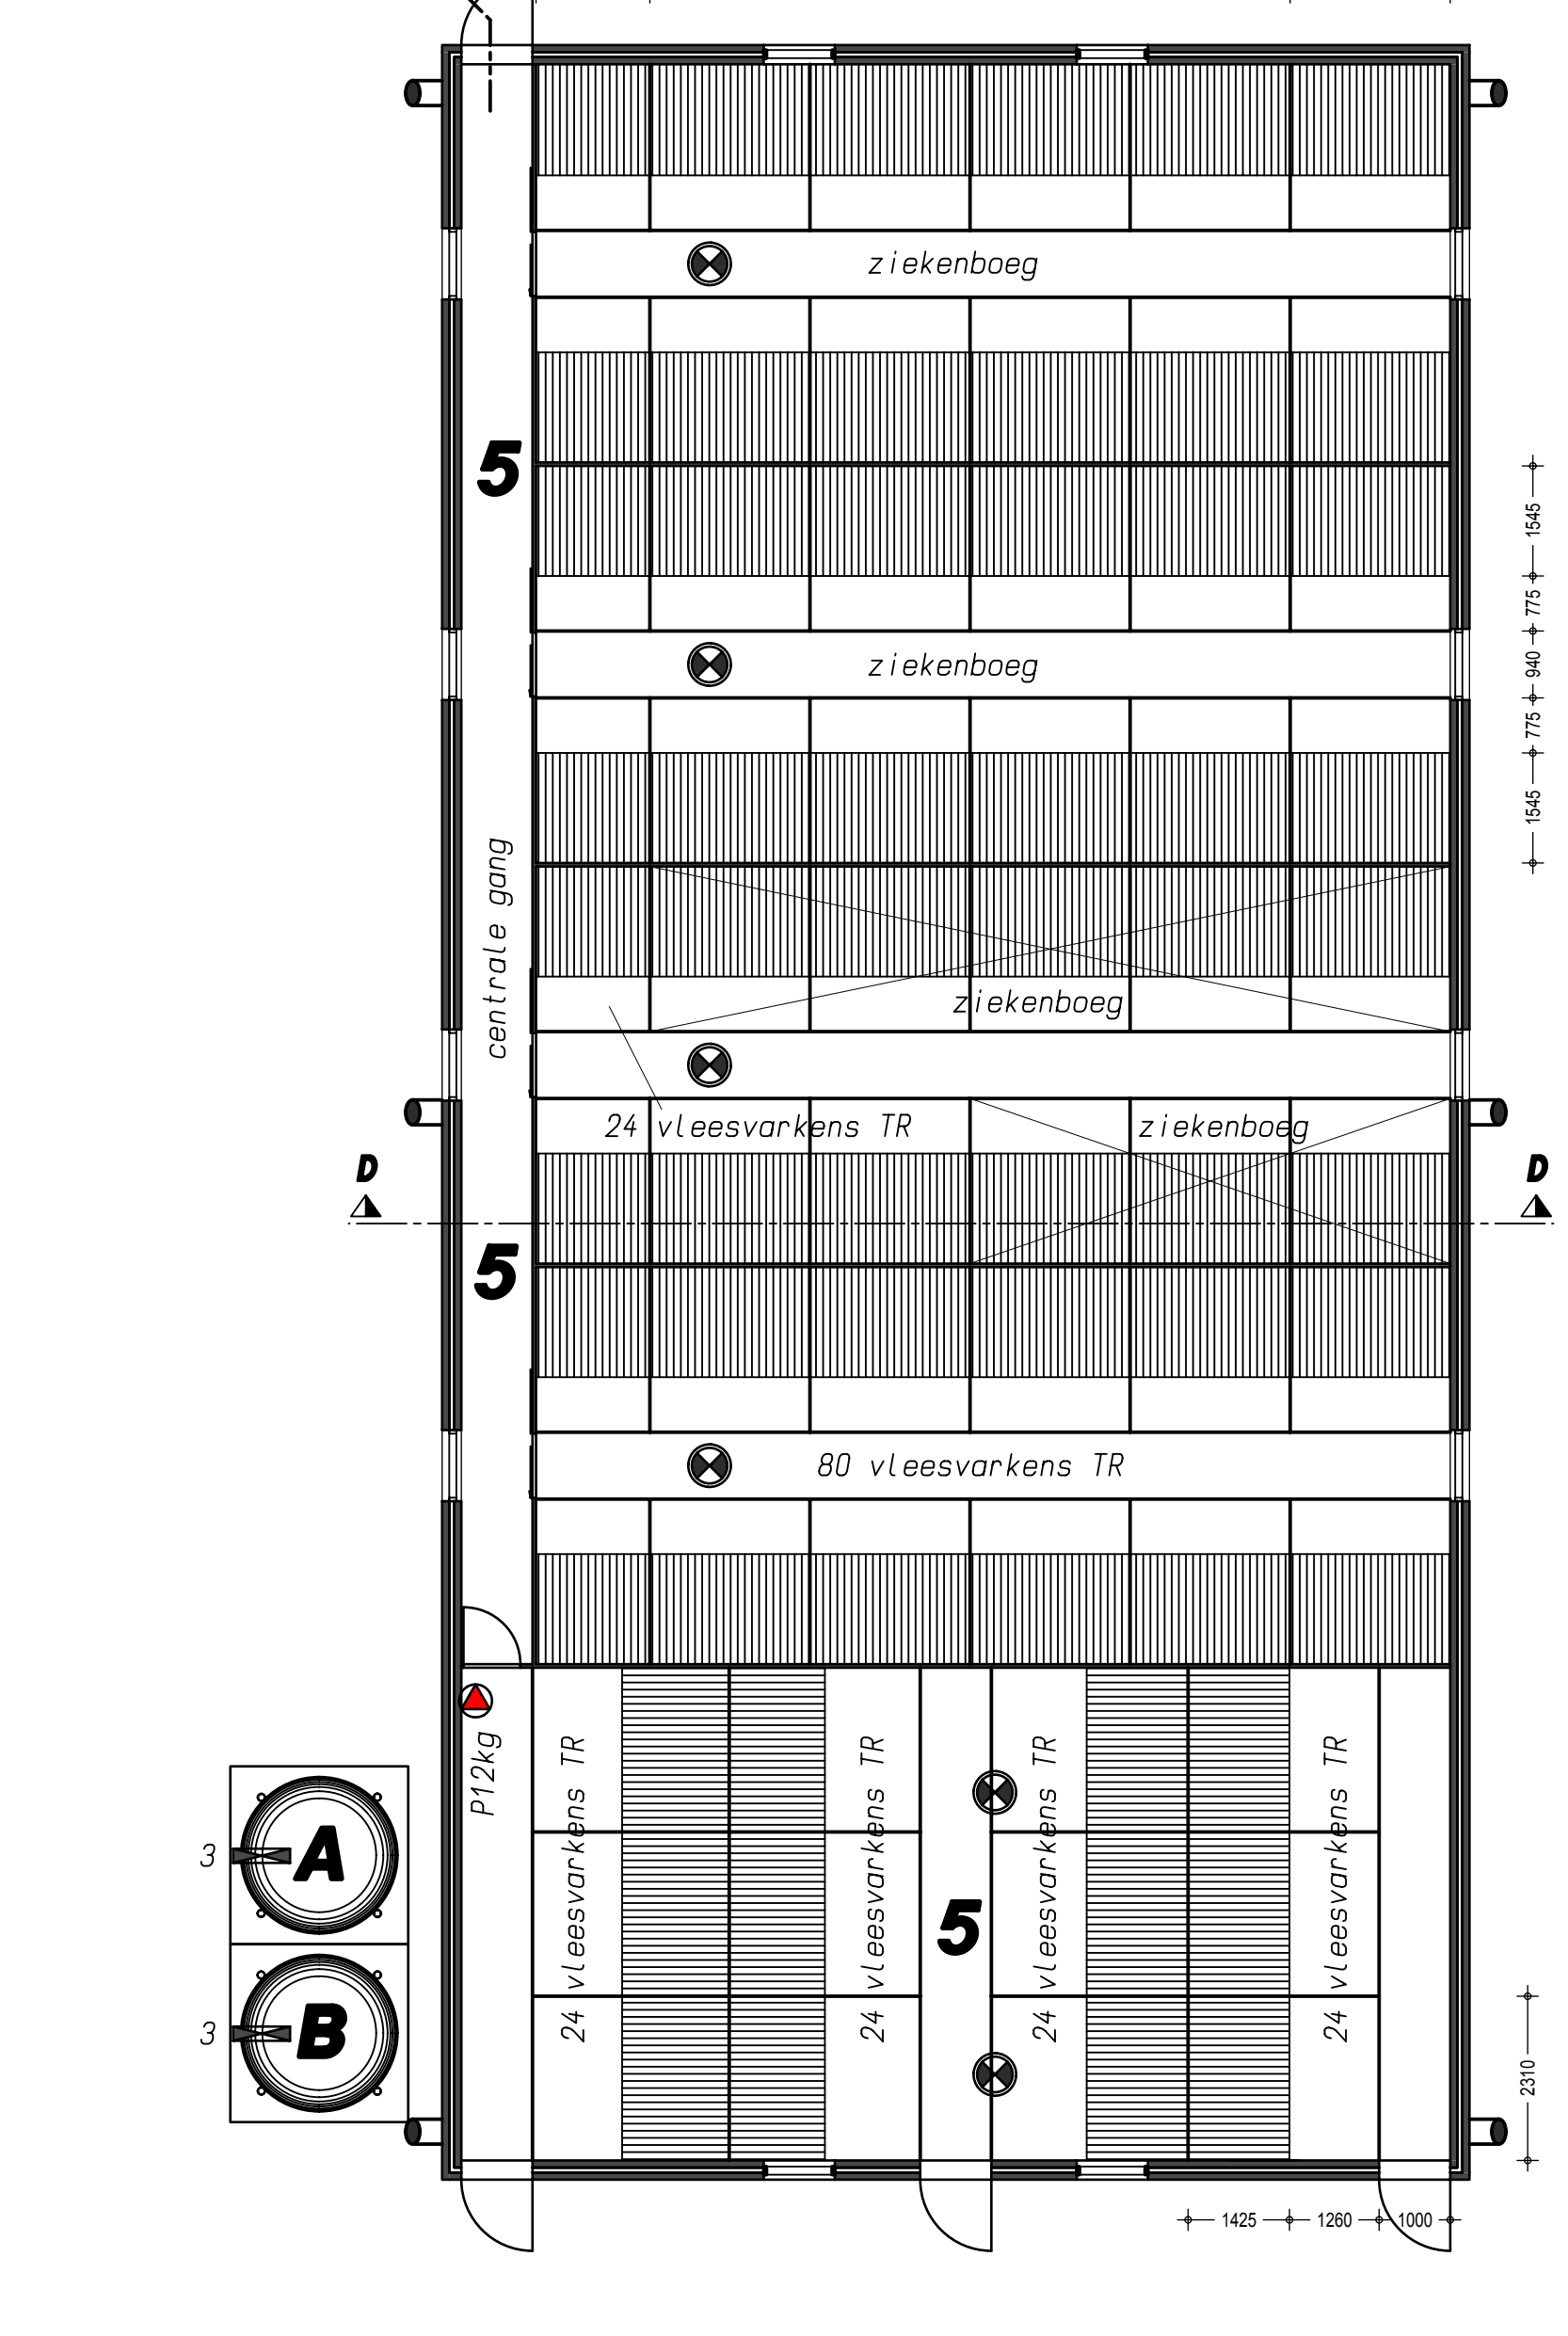 ziekenboeg
5
1545
775
ziekenboeg
940
775
1545
centrale gang
ziekenboeg
24 vleesvarkens TR
ziekenboeg
D
D
5
80 vleesvarkens TR
P12kg
24 vleesvarkens TR
24 vleesvarkens TR
24 vleesvarkens TR
24 vleesvarkens TR
3
A
5
3
B
2310
1425
1260
1000